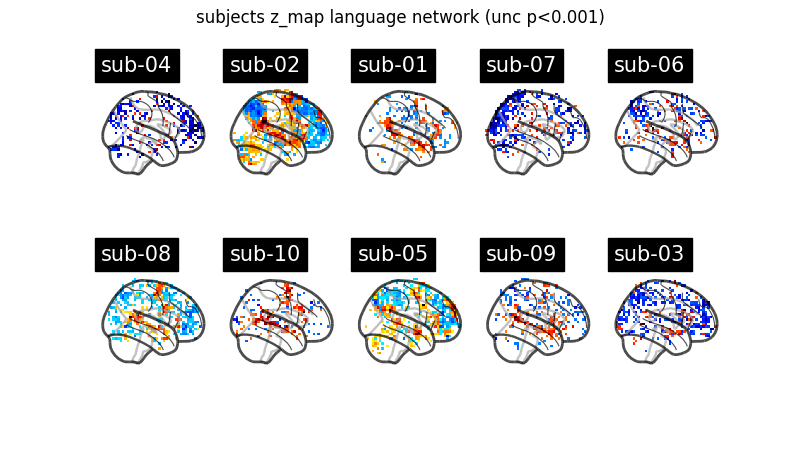 subjects z_map language network (unc p<0.001)
sub-04
sub-02
sub-01
sub-07
sub-06
sub-08
sub-10
sub-05
sub-09
sub-03